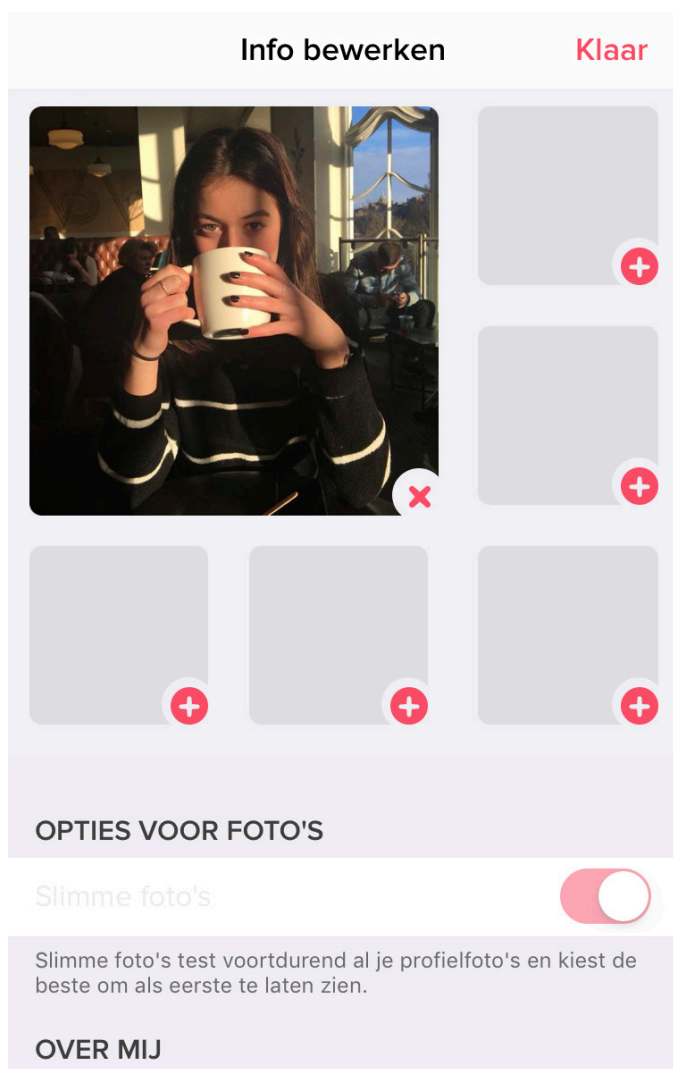 Info bewerken
Klaar
OPTIES VOOR FOTO'S
Slimme foto's
Slimme foto's test voortdurend al je profielfoto's en kiest de
beste om als eerste te laten zien.
OVER MIJ